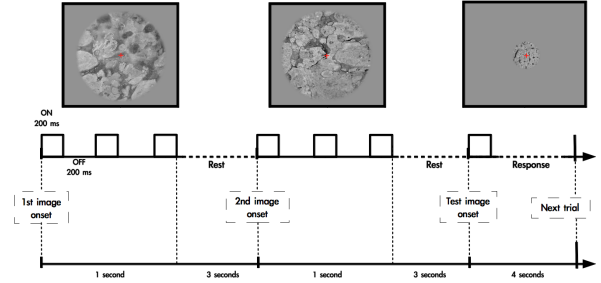 ON
200 ms
OFF
200 ms
Rest
Rest
Response
1st image
onset
2nd image
onset
Test image
onset
Next trial
1 second
3 seconds
1 second
3 seconds
4 seconds